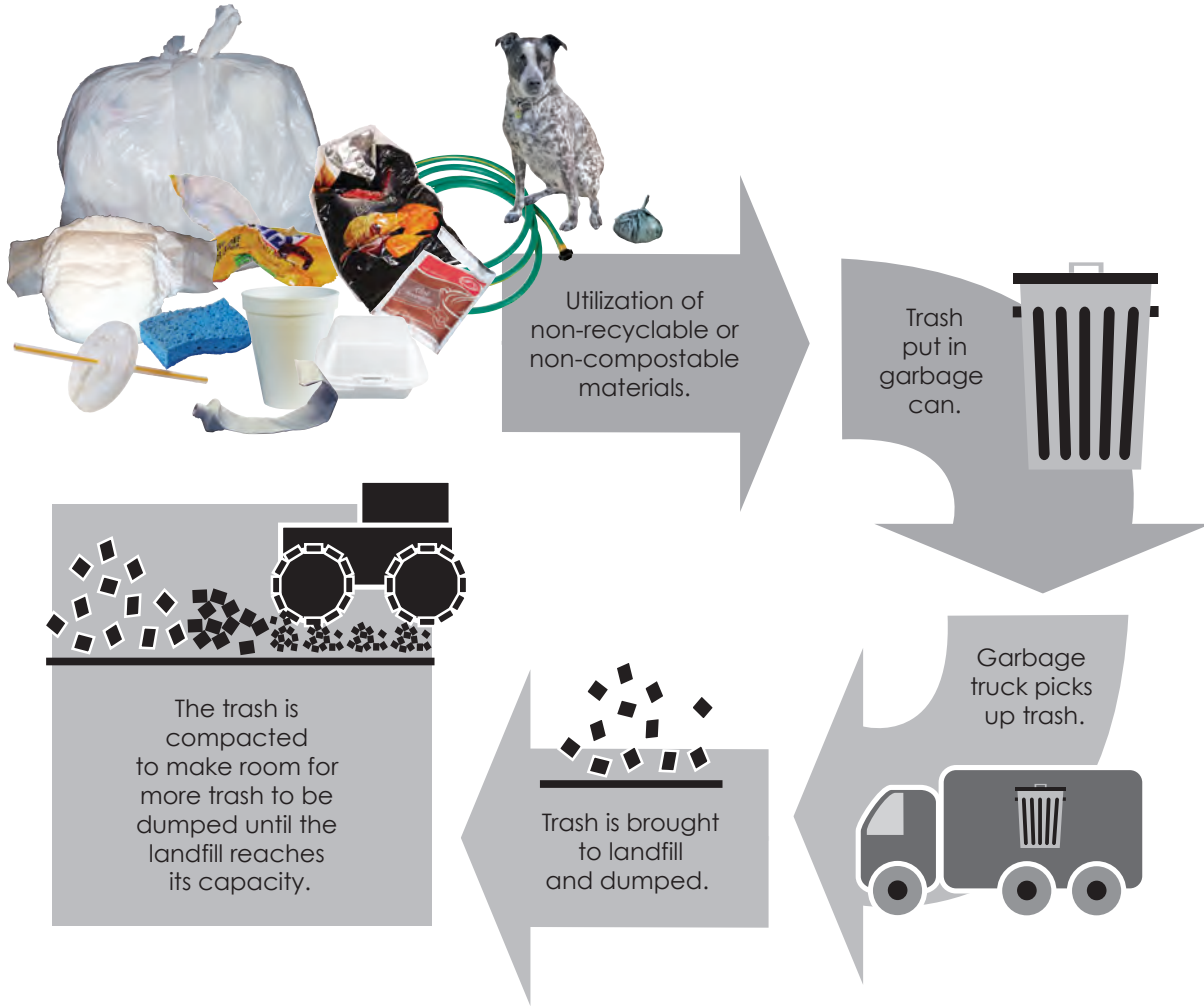 Utilization of
non-recyclable or
non-compostable
materials.
Trash
put in
garbage
can.
Garbage
truck picks
up trash.
Trash is brought
to landfill
and dumped.
The trash is
compacted
to make room for
more trash to be
dumped until the
landfill reaches
its capacity.